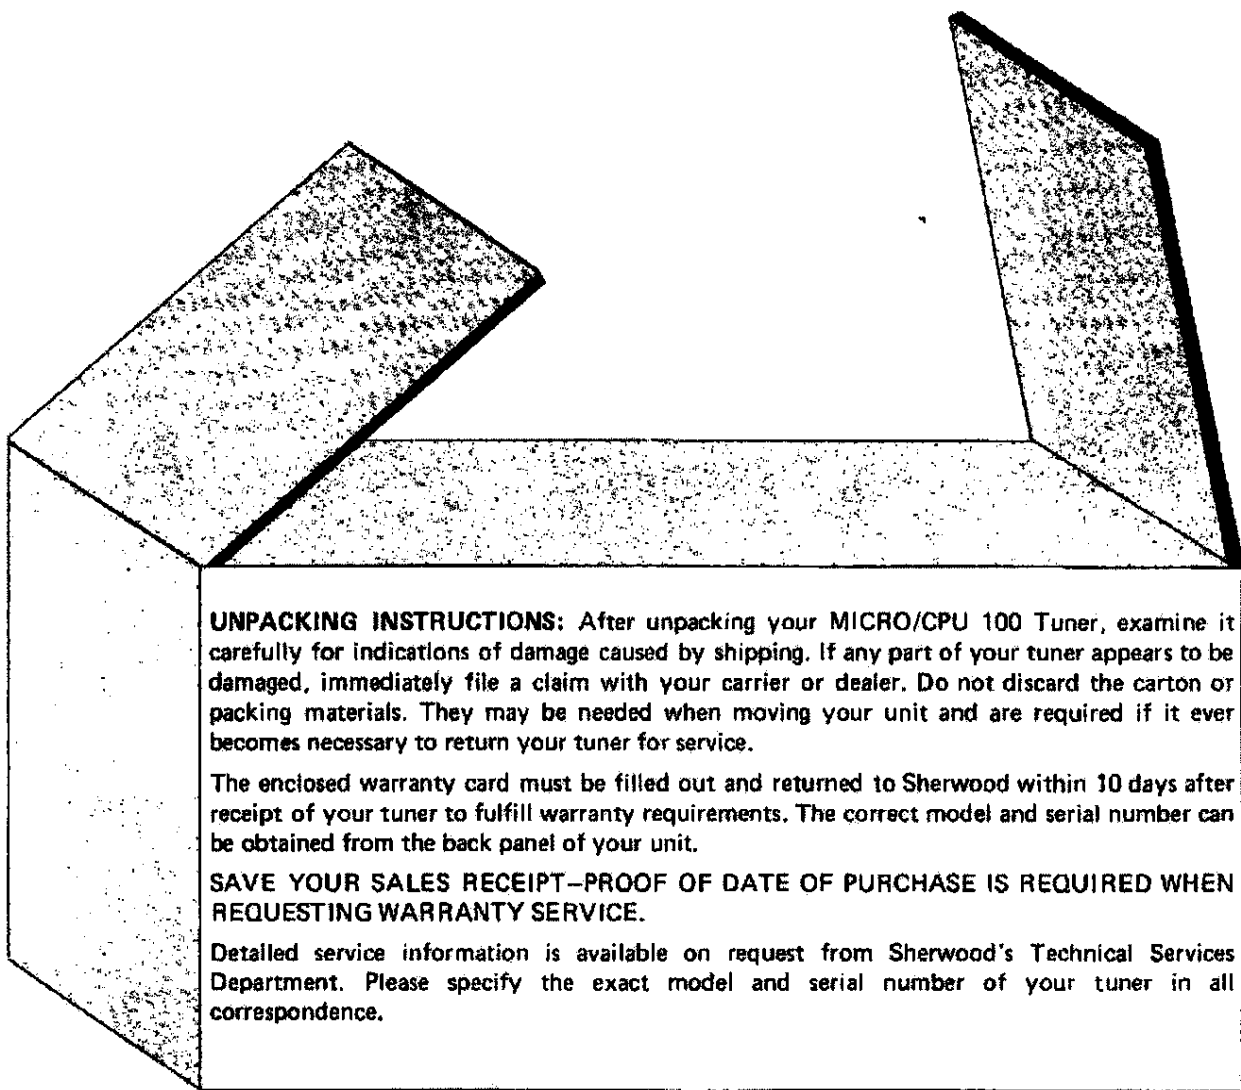 UNPACKING INSTRUCTIONS: After unpacking your MICRO/CPU 100 Tuner, examine it
carefully for indications of damage caused by shipping. If any part of your tuner appears to be
damaged, immediately file a claim with your carrier or dealer. Do not discard the carton or
packing materials. They may be needed when moving your unit and are required if it ever
becomes necessary to return your tuner for service.
The enclosed warranty card must be filled out and returned to Sherwood within 10 days after
receipt of your tuner to fulfill warranty requirements. The correct model and serial number can
be obtained from the back panel of your unit.
SAVE YOUR SALES RECEIPT–PROOF OF DATE OF PURCHASE IS REQUIRED WHEN
REQUESTING WARRANTY SERVICE.
Detailed service information is available on request from Sherwood's Technical Services
Department. Please specify the exact model and serial number of your tuner in all
correspondence.